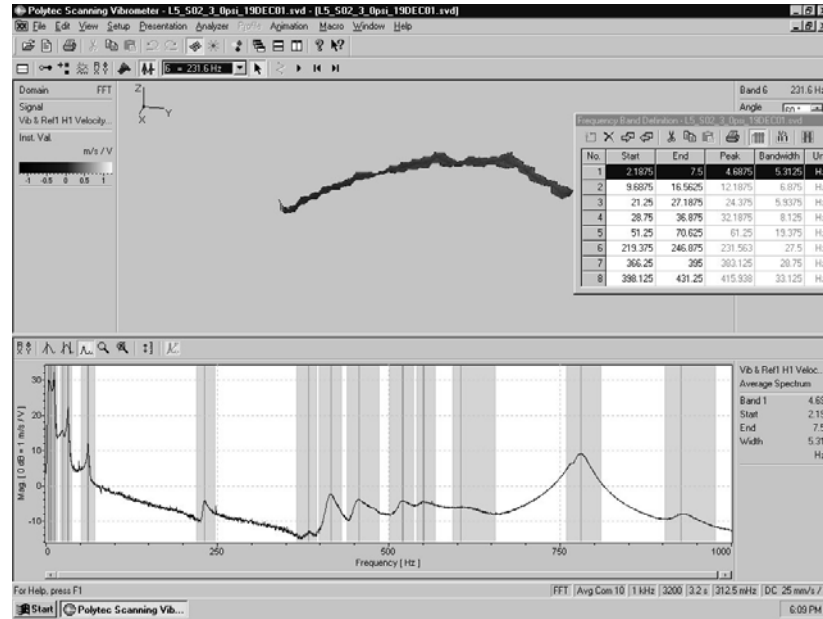 Polytec Scanning Vibrometer - L5_S02_3_0psi_19DEC01.svd - [L5_S02_3_0psi_19DEC01.svd]
File Edit View Setup Presentation Analyzer Profile Animation Macro Window Help
6 = 231.6 Hz
Domain FFT
Signal
Vib & Ref1 H1 Velocity...
Inst. Val.
m/s / V
-1 -0.5 0 0.5 1
Z
Y
X
Band 6 231.6 Hz
Angle
Frequency Band Definition - L5_S02_3_0psi_19DEC01.svd
No. Start End Peak Bandwidth
1 2.1875 7.5 4.6875 5.3125
2 9.6875 16.5625 12.1875 6.875
3 21.25 27.1875 24.375 5.9375
4 28.75 36.875 32.1875 8.125
5 51.25 70.625 61.25 19.375
6 219.375 246.875 231.563 27.5
7 366.25 395 383.125 28.75
8 398.125 431.25 415.938 33.125
Mag. [ 0 dB = 1 m/s / V ]
30
20
10
0
-10
0 250 500 750 1000
Frequency [ Hz ]
Vib & Ref1 H1 Veloc...
Average Spectrum
Band 1
Start
End 7.5
Width
For Help, press F1
FFT Avg Com 10 1 kHz 3200 3.2 s 312.5 mHz DC 25 mm/s /
Start Polytec Scanning Vib... 6:09 PM